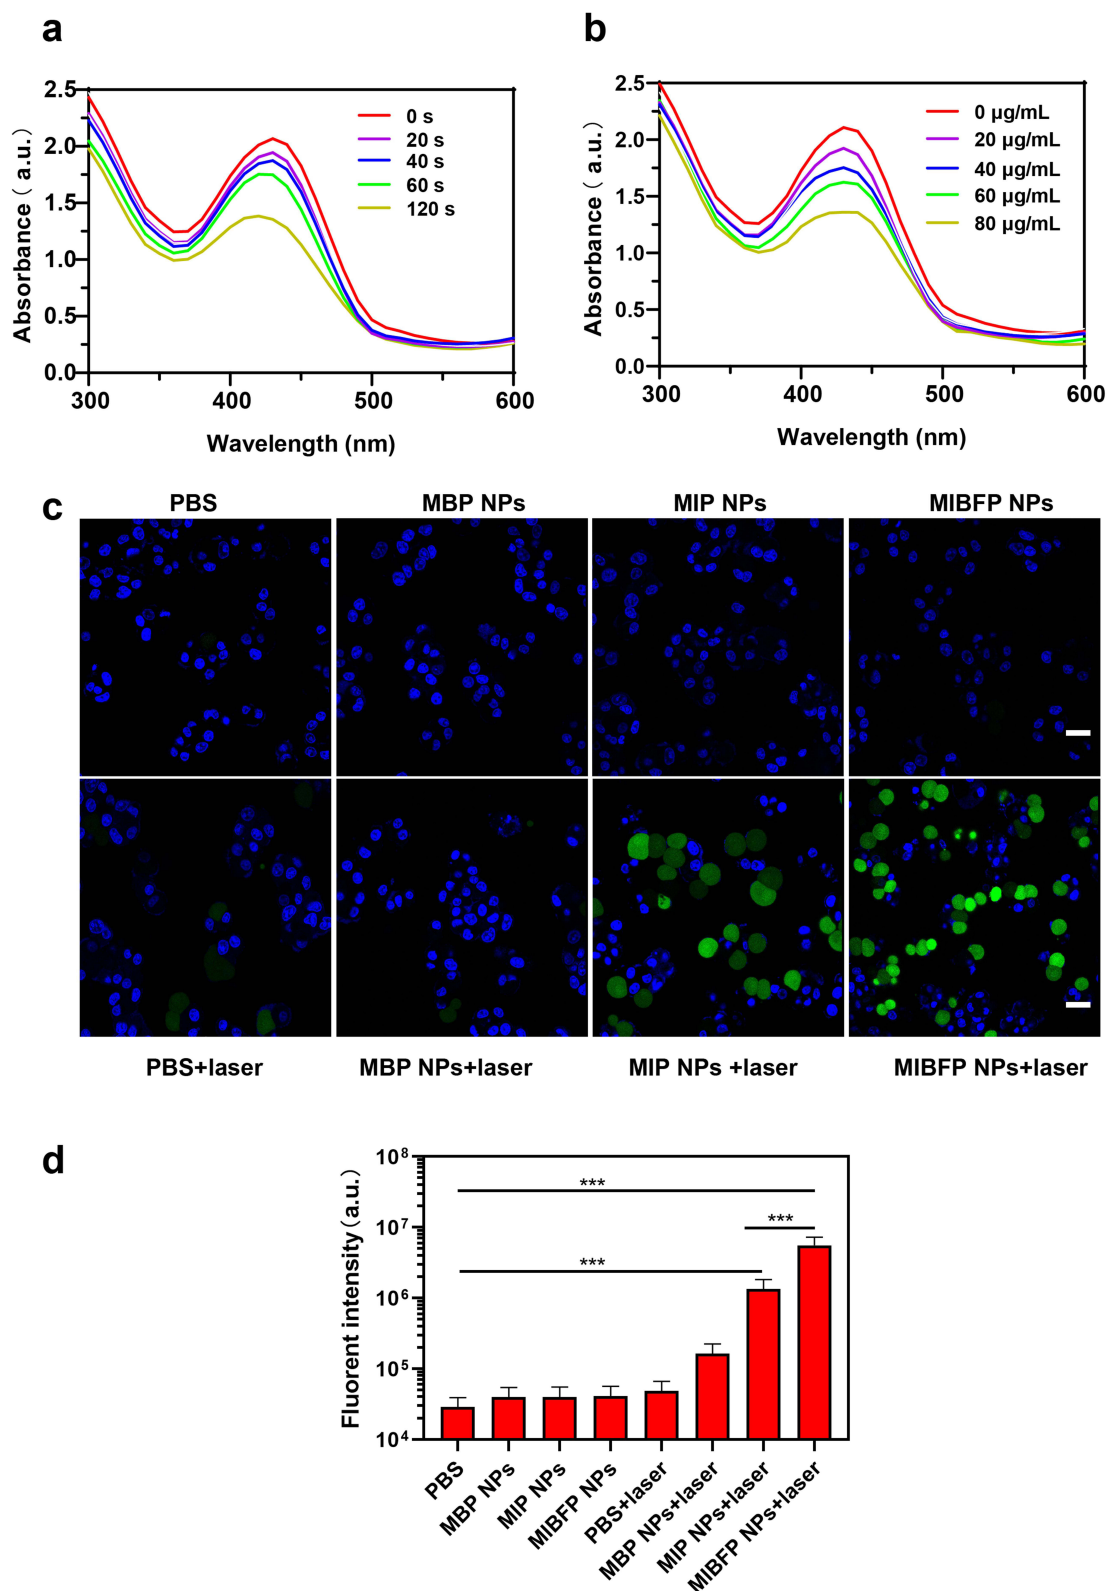 a
2.5
2.0
1.5
1.0
0.5
0.0
Absorbance（a.u.）
300
400
500
600
Wavelength (nm)
0 s
20 s
40 s
60 s
120 s
b
2.5
2.0
1.5
1.0
0.5
0.0
Absorbance（a.u.）
300
400
500
600
Wavelength (nm)
0 µg/mL
20 µg/mL
40 µg/mL
60 µg/mL
80 µg/mL
c
PBS
MBP NPs
MIP NPs
MIBFP NPs
PBS+laser
MBP NPs+laser
MIP NPs +laser
MIBFP NPs+laser
d
10⁸
10⁷
10⁶
10⁵
10⁴
Fluorent intensity（a.u.）
***
***
***
PBS
MBP NPs
MIP NPs
MIBFP NPs
PBS+laser
MBP NPs+laser
MIP NPs+laser
MIBFP NPs+laser